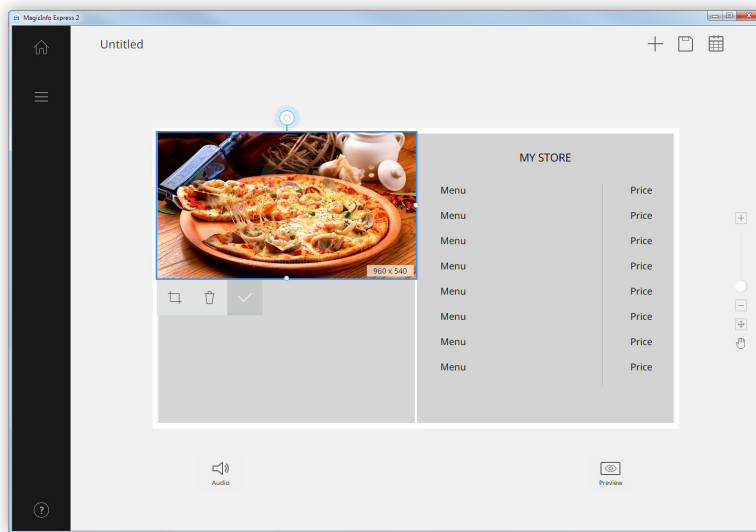 MagicInfo Express 2
Untitled
MY STORE
Menu Price
Menu Price
Menu Price
Menu Price
Menu Price
Menu Price
Menu Price
Menu Price
960 x 540
Audio
Preview
?